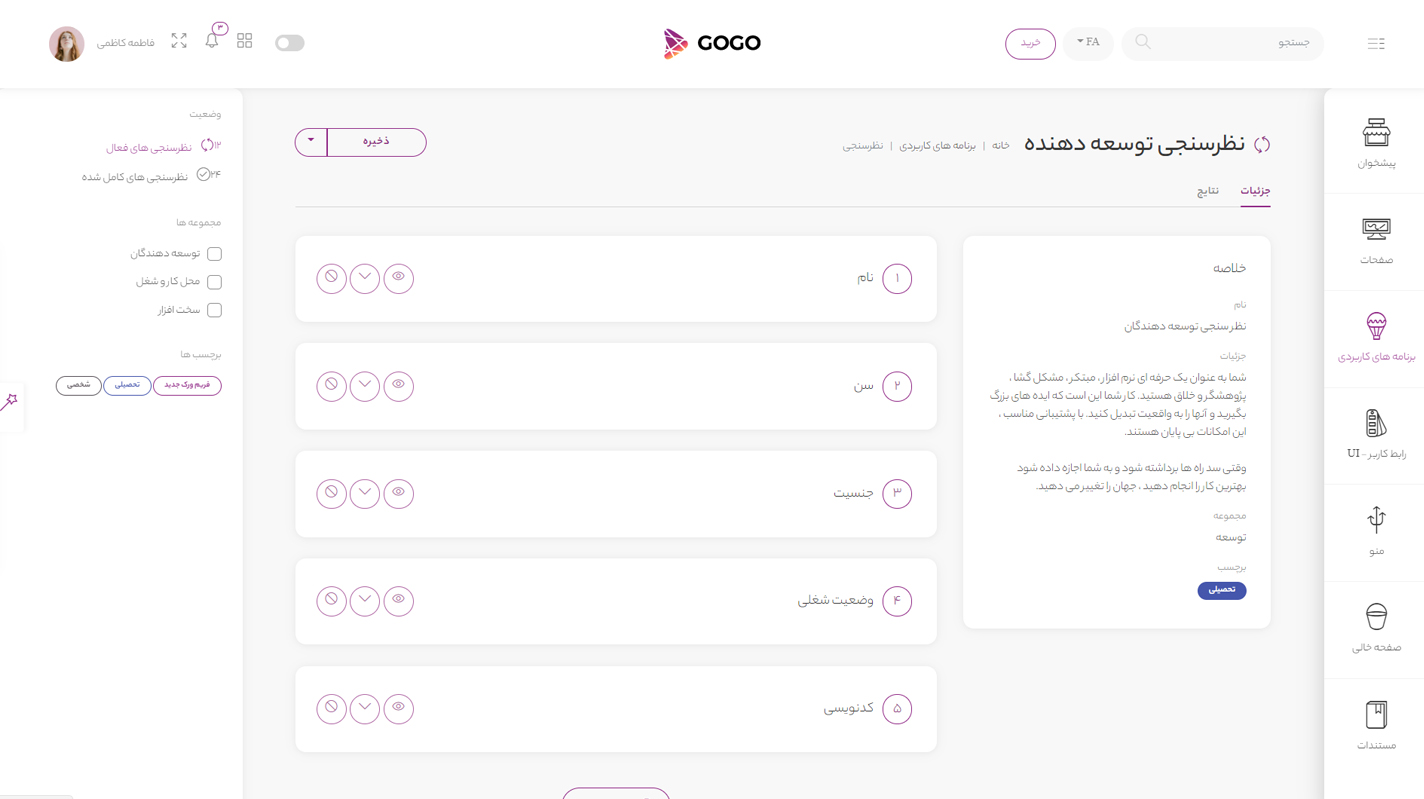 جستجو
FA
خرید
GOGO
۳
فاطمه کاظمی
پیشخوان
صفحات
برنامه های کاربردی
رابط کاربر - UI
منو
صفحه خالی
مستندات
نظرسنجی توسعه دهنده
خانه | برنامه های کاربردی | نظرسنجی
ذخیره
جزئیات
نتایج
خلاصه
نام
نظر سنجی توسعه دهندگان
جزئیات
شما به عنوان یک حرفه ای نرم افزار ، مبتکر ، مشکل گشا ،
پژوهشگر و خلاق هستید. کار شما این است که ایده های بزرگ
بگیرید و آنها را به واقعیت تبدیل کنید. با پشتیبانی مناسب ،
این امکانات بی پایان هستند.
وقتی سد راه ها برداشته شود و به شما اجازه داده شود
بهترین کار را انجام دهید ، جهان را تغییر می دهید.
مجموعه
توسعه
برچسب
تحصیلی
۱ نام
۲ سن
۳ جنسیت
۴ وضعیت شغلی
۵ کدنویسی
وضعیت
۱۲ نظرسنجی های فعال
۲۴ نظرسنجی های کامل شده
مجموعه ها
توسعه دهندگان
محل کار و شغل
سخت افزار
برچسب ها
فریم ورک جدید
تحصیلی
شخصی